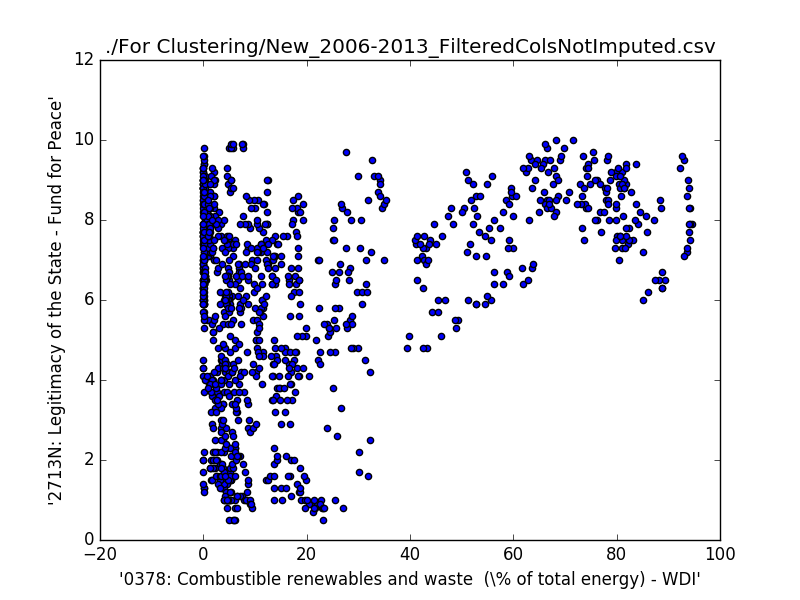 ./For Clustering/New_2006-2013_FilteredColsNotImputed.csv
12
10
8
6
4
2
0
'2713N: Legitimacy of the State - Fund for Peace'
−20 0 20 40 60 80 100
'0378: Combustible renewables and waste  (\% of total energy) - WDI'